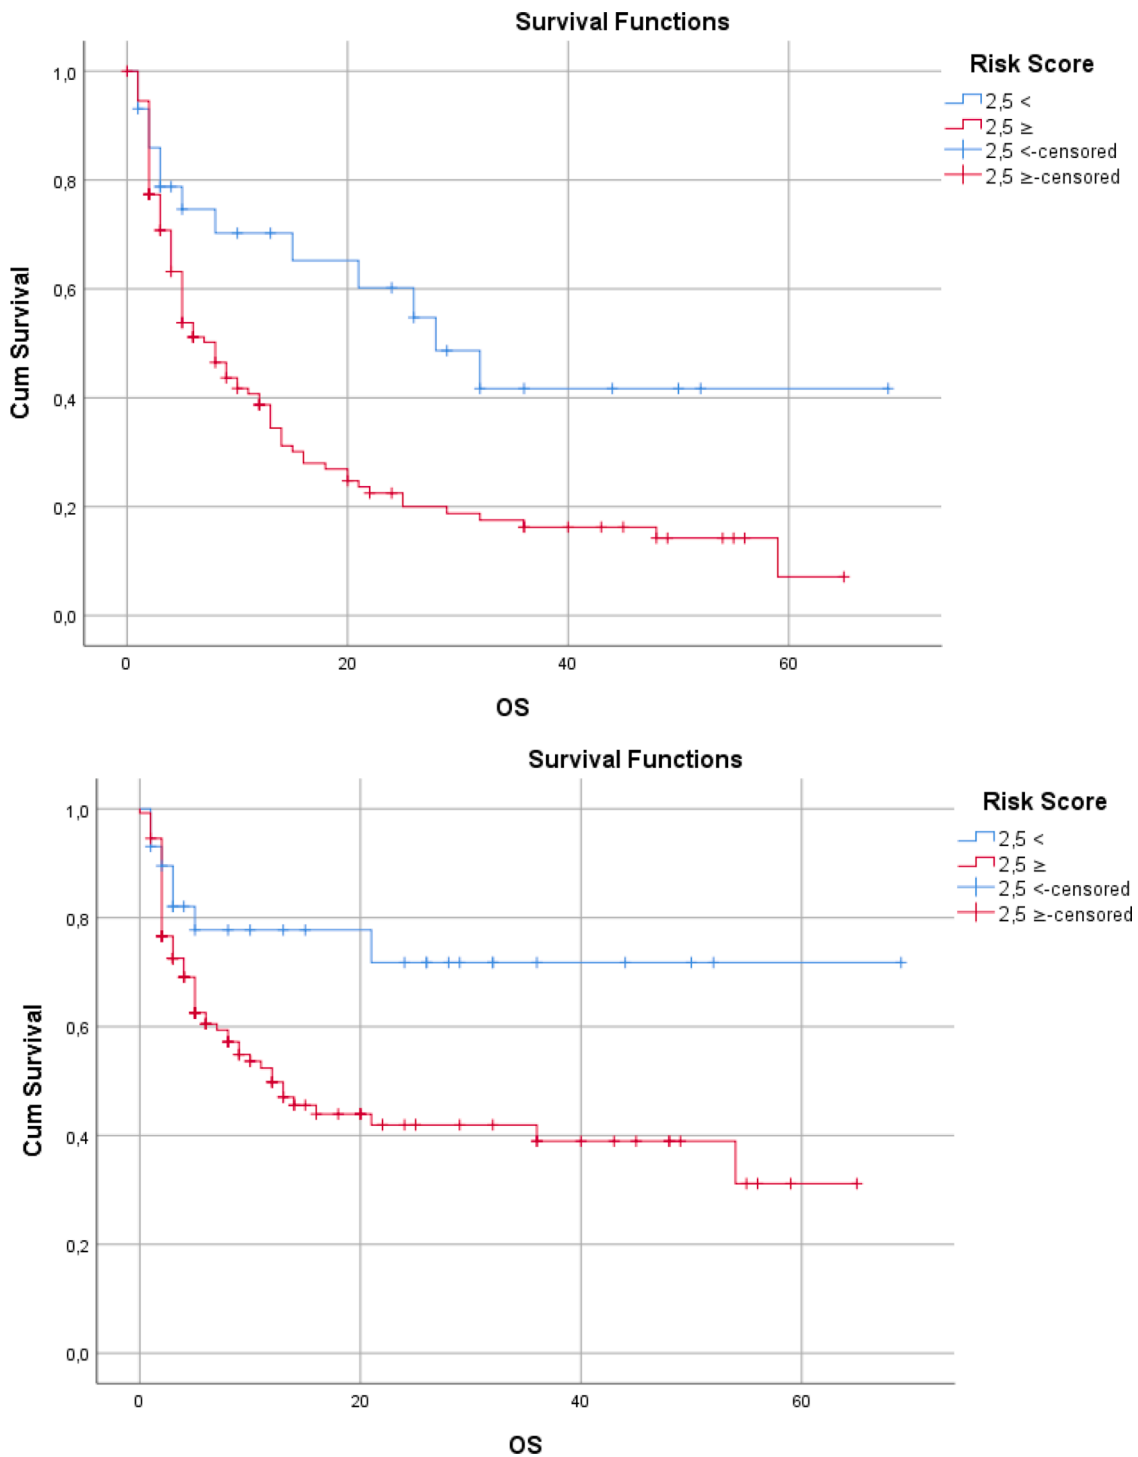 Survival Functions
Risk Score
2,5 <
2,5 ≥
2,5 <-censored
2,5 ≥-censored
Cum Survival
1,0
0,8
0,6
0,4
0,2
0,0
0 20 40 60
OS
Survival Functions
Risk Score
2,5 <
2,5 ≥
2,5 <-censored
2,5 ≥-censored
Cum Survival
1,0
0,8
0,6
0,4
0,2
0,0
0 20 40 60
OS